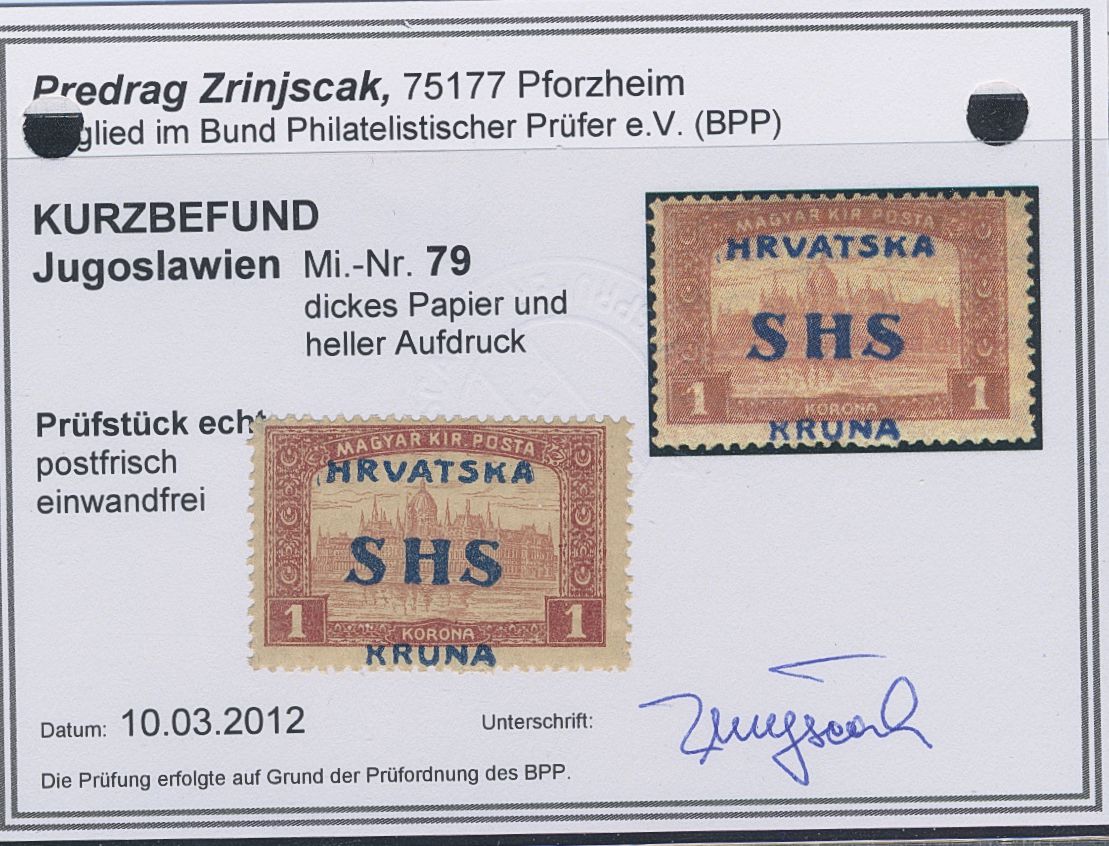 Predrag Zrinjscak, 75177 Pforzheim
glied im Bund Philatelistischer Prüfer e.V. (BPP)
KURZBEFUND
Jugoslawien Mi.-Nr. 79
dickes Papier und
heller Aufdruck
MAGYAR KIR. POSTA
HRVATSKA
SHS
1 1
KORONA
KRUNA
Prüfstück echt
postfrisch
einwandfrei
MAGYAR KIR. POSTA
HRVATSKA
SHS
1 1
KORONA
KRUNA
Datum: 10.03.2012
Unterschrift:
Die Prüfung erfolgte auf Grund der Prüfordnung des BPP.